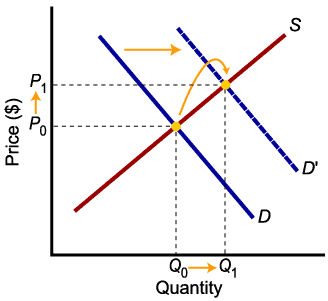 S
P1
P0
Price ($)
D'
D
Q0 Q1
Quantity